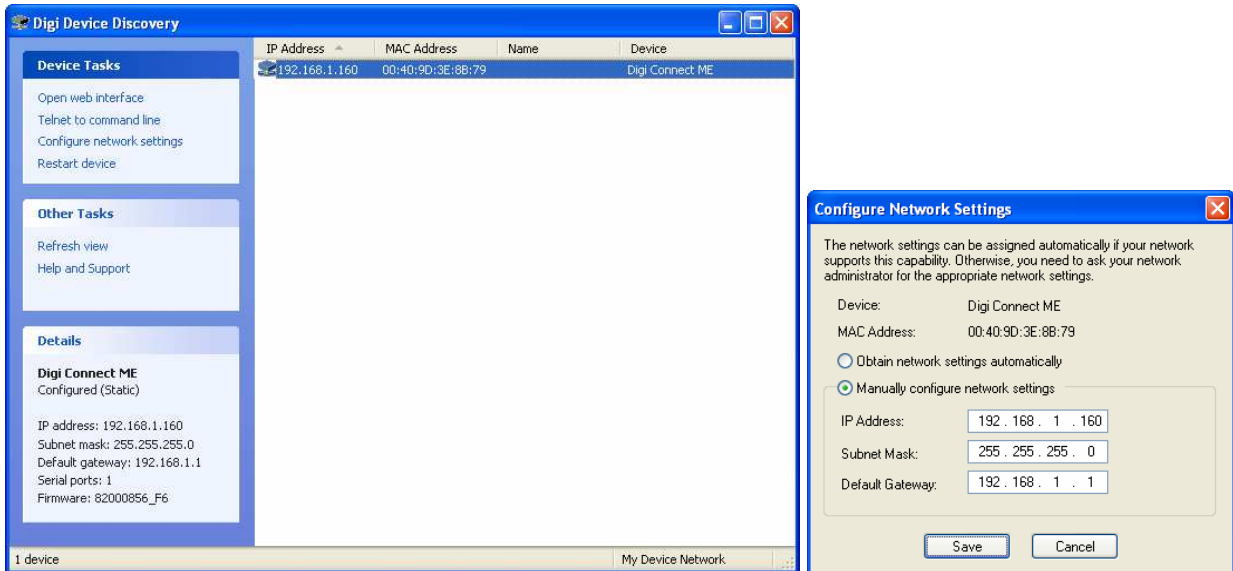 Digi Device Discovery
Device Tasks
Open web interface
Telnet to command line
Configure network settings
Restart device
Other Tasks
Refresh view
Help and Support
Details
Digi Connect ME
Configured (Static)
IP address: 192.168.1.160
Subnet mask: 255.255.255.0
Default gateway: 192.168.1.1
Serial ports: 1
Firmware: 82000856_F6
IP Address MAC Address Name Device
192.168.1.160 00:40:9D:3E:8B:79 Digi Connect ME
1 device My Device Network
Configure Network Settings
The network settings can be assigned automatically if your network
supports this capability. Otherwise, you need to ask your network
administrator for the appropriate network settings.
Device: Digi Connect ME
MAC Address: 00:40:9D:3E:8B:79
Obtain network settings automatically
Manually configure network settings
IP Address: 192 . 168 . 1 . 160
Subnet Mask: 255 . 255 . 255 . 0
Default Gateway: 192 . 168 . 1 . 1
Save Cancel